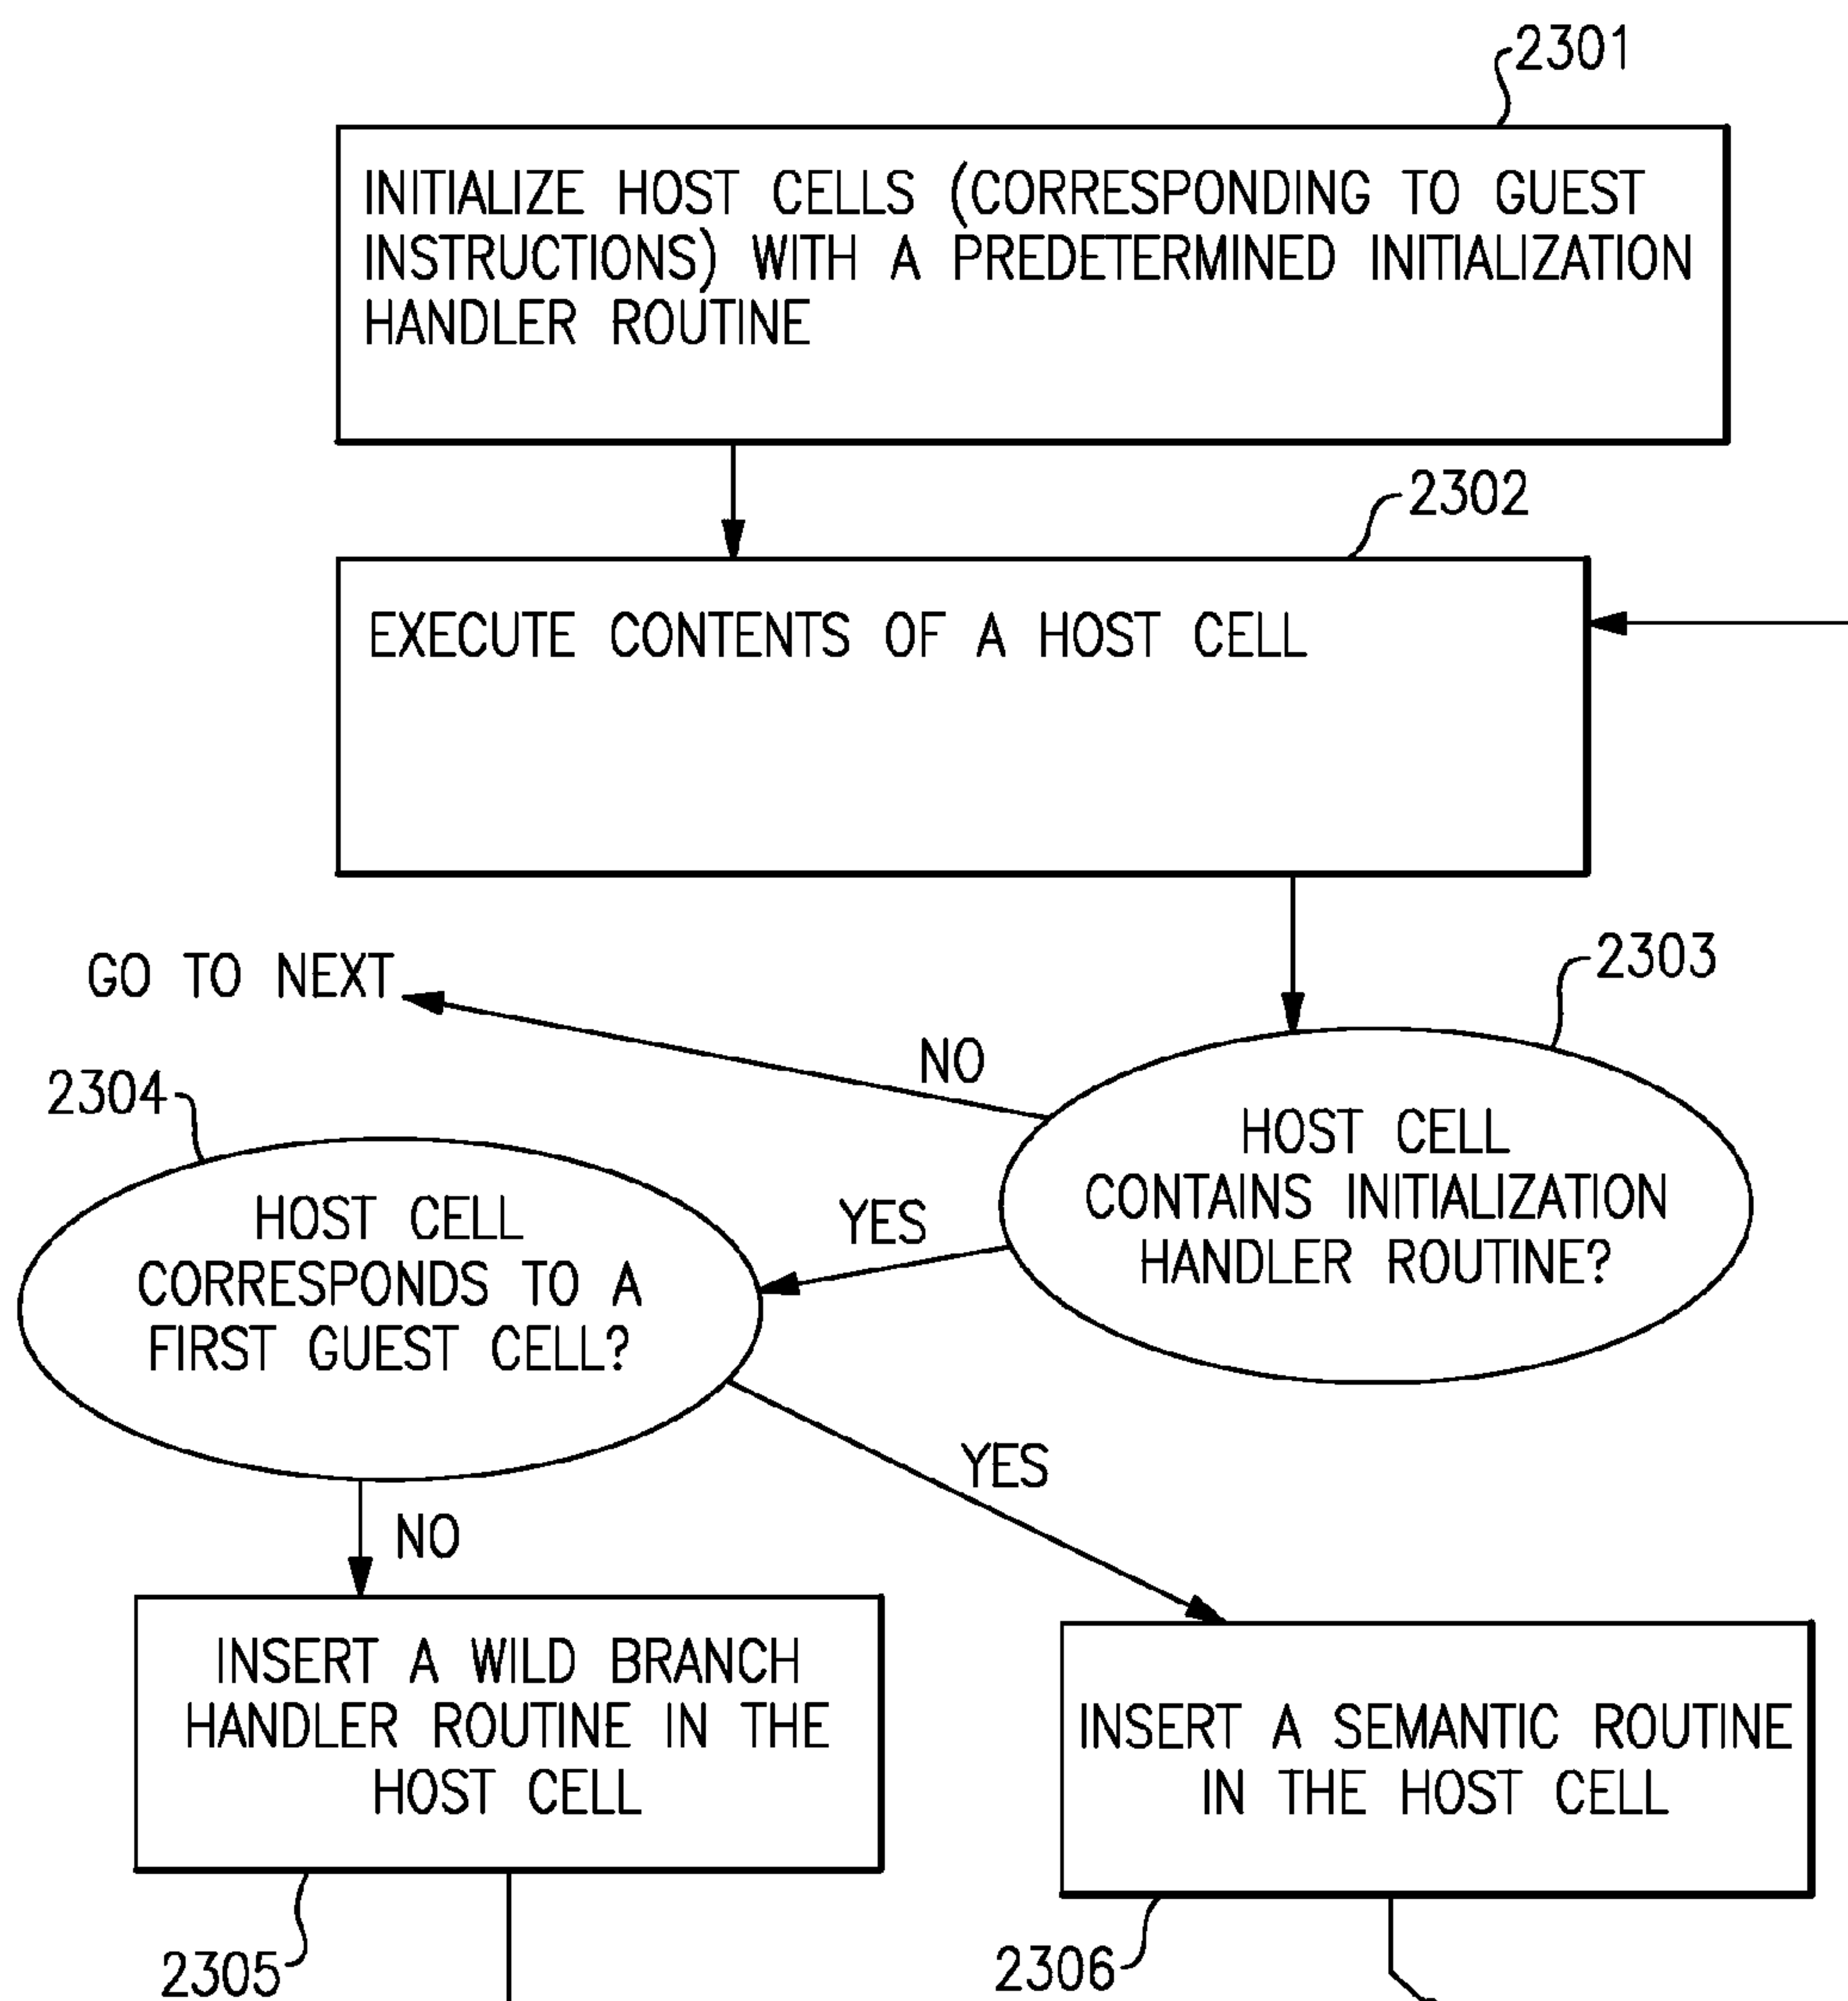 2301
INITIALIZE HOST CELLS (CORRESPONDING TO GUEST
INSTRUCTIONS) WITH A PREDETERMINED INITIALIZATION
HANDLER ROUTINE
2302
EXECUTE CONTENTS OF A HOST CELL
GO TO NEXT
2303
NO
2304
HOST CELL
CONTAINS INITIALIZATION
HANDLER ROUTINE?
YES
HOST CELL
CORRESPONDS TO A
FIRST GUEST CELL?
YES
NO
INSERT A WILD BRANCH
HANDLER ROUTINE IN THE
HOST CELL
INSERT A SEMANTIC ROUTINE
IN THE HOST CELL
2305
2306